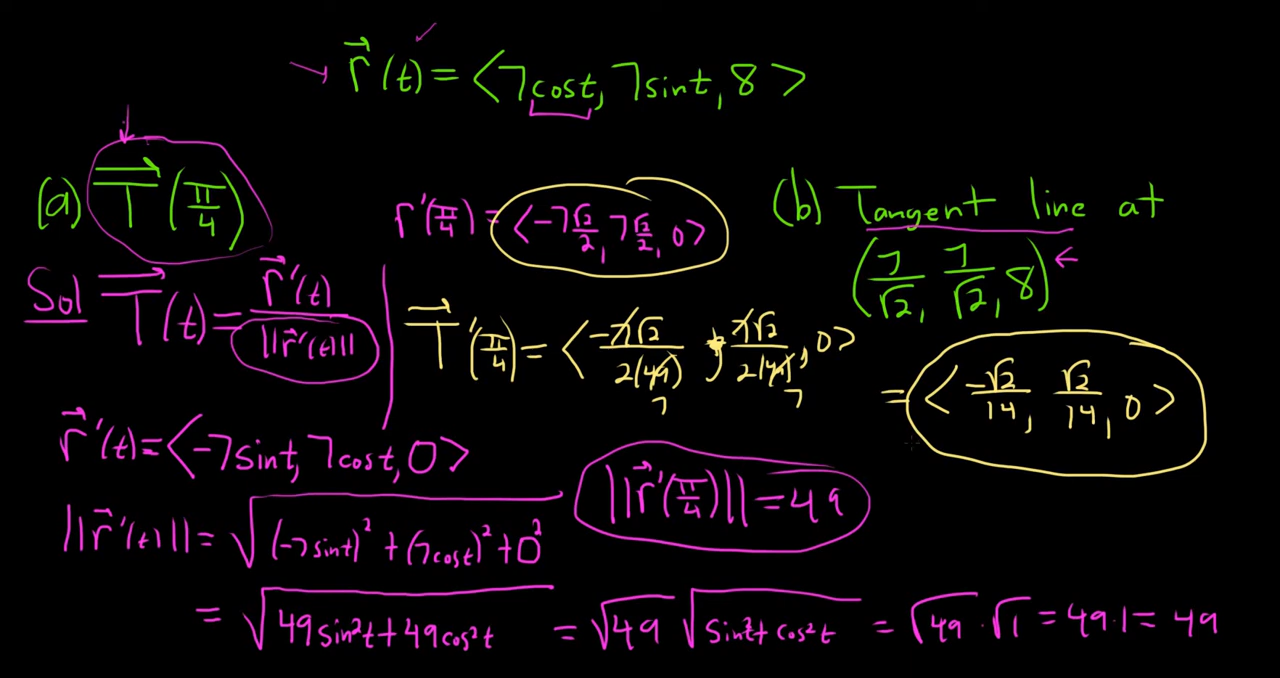 r⃗(t) = <7cost, 7sint, 8>
(a) T⃗(π/4)
Sol T⃗(t) = r⃗'(t) / ||r⃗'(t)||
r⃗'(t) = <-7sint, 7cost, 0>
||r⃗'(t)|| = √((-7sint)² + (7cost)² + 0²)
= √(49sin²t + 49cos²t) = √49 √(sin²t + cos²t) = √49 · √1 = 49·1 = 49
||r⃗'(π/4)|| = 49
r'(π/4) = <-7√2/2, 7√2/2, 0>
T⃗'(π/4) = <-7√2/2(49), 7√2/2(49), 0>
7 7
= <-√2/14, √2/14, 0>
(b) Tangent line at
(7/√2, 7/√2, 8) ←